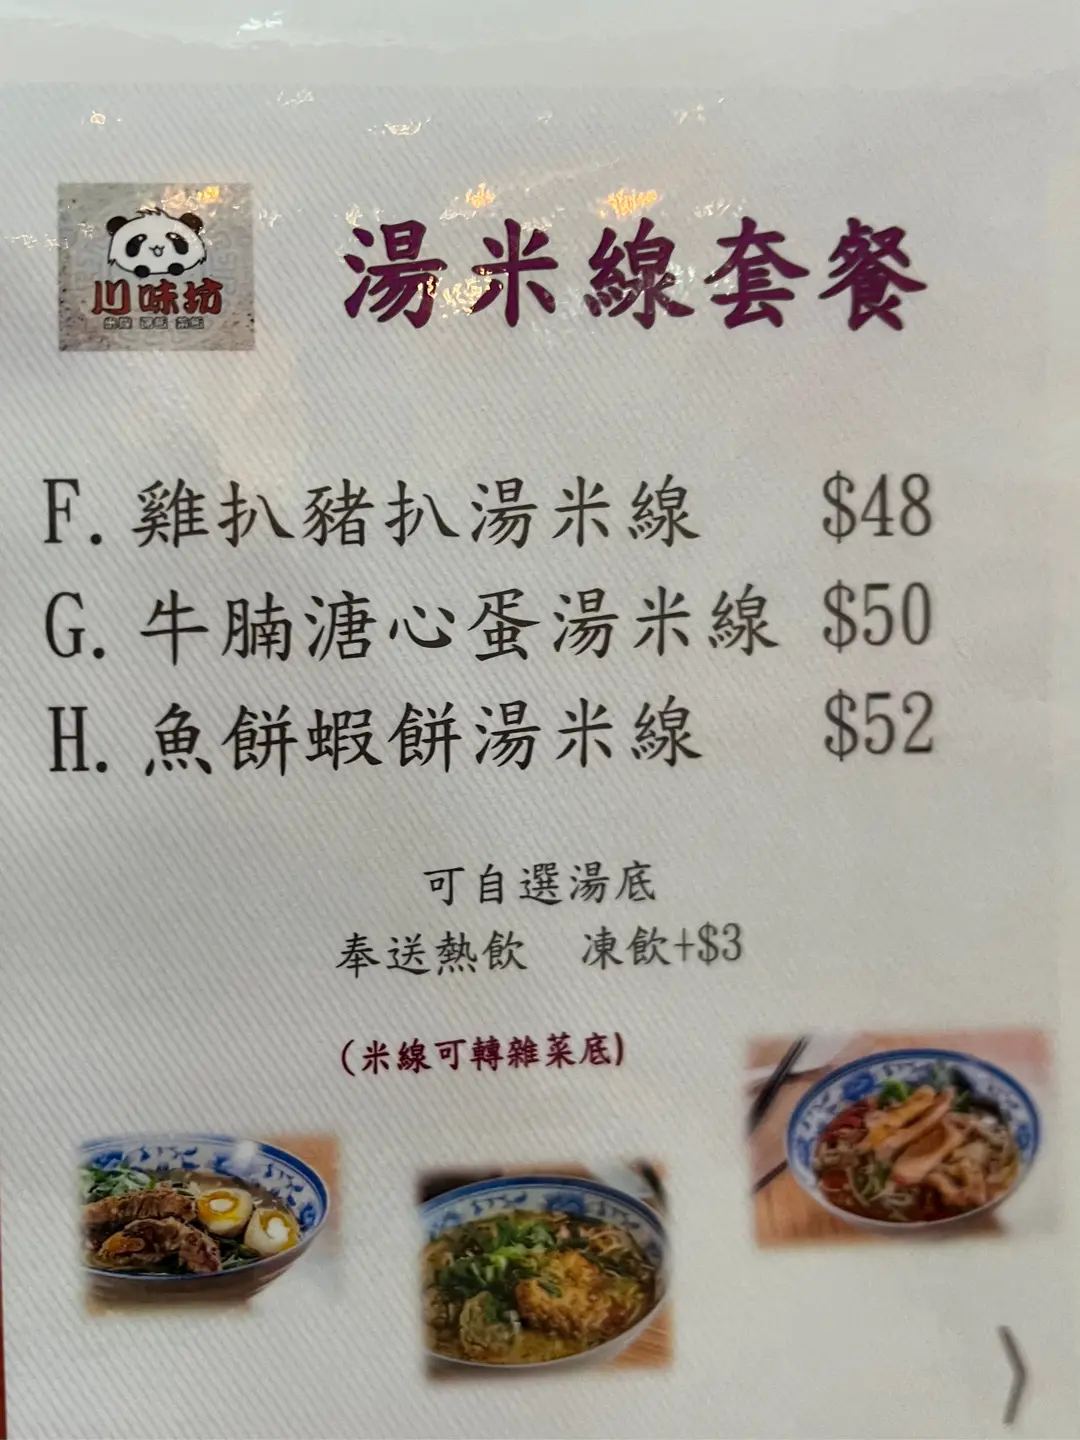 川味坊
湯米線套餐
F. 雞扒豬扒湯米線 $48
G. 牛腩溏心蛋湯米線 $50
H. 魚餅蝦餅湯米線 $52
可自選湯底
奉送熱飲 凍飲+$3
(米線可轉雜菜底)